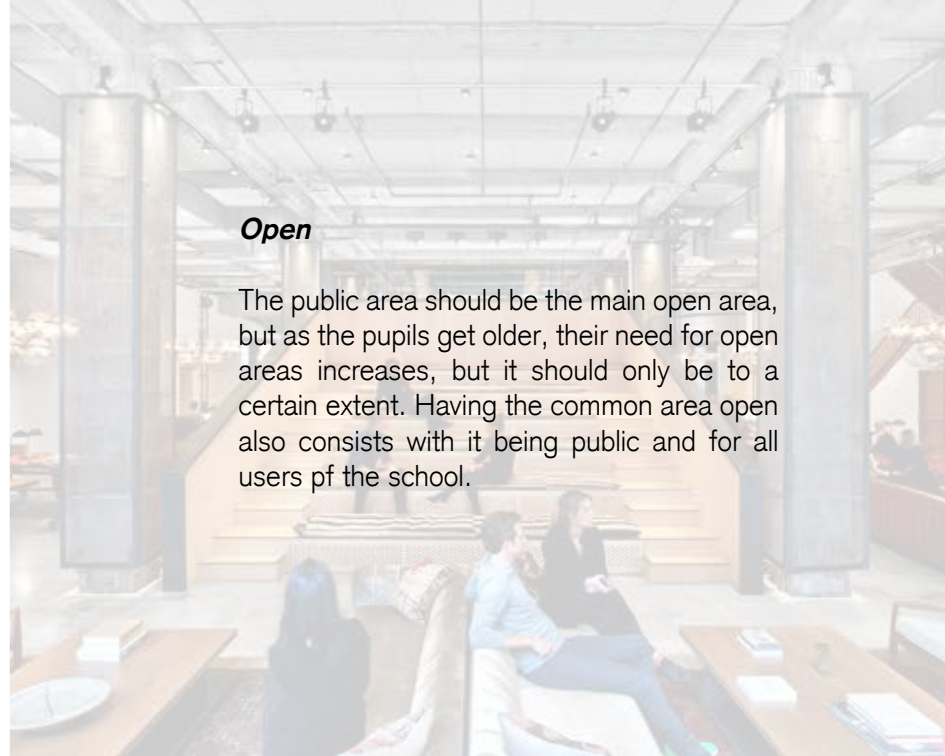 Open
The public area should be the main open area,
but as the pupils get older, their need for open
areas increases, but it should only be to a
certain extent. Having the common area open
also consists with it being public and for all
users pf the school.